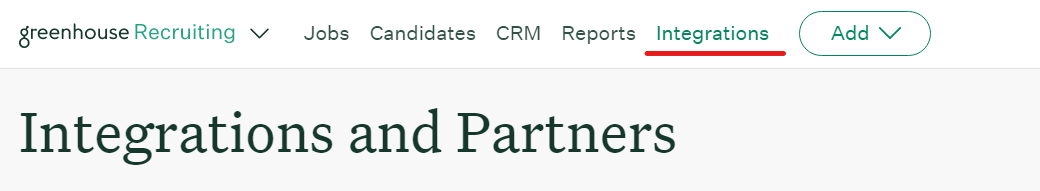 greenhouse Recruiting Jobs Candidates CRM Reports Integrations Add
Integrations and Partners